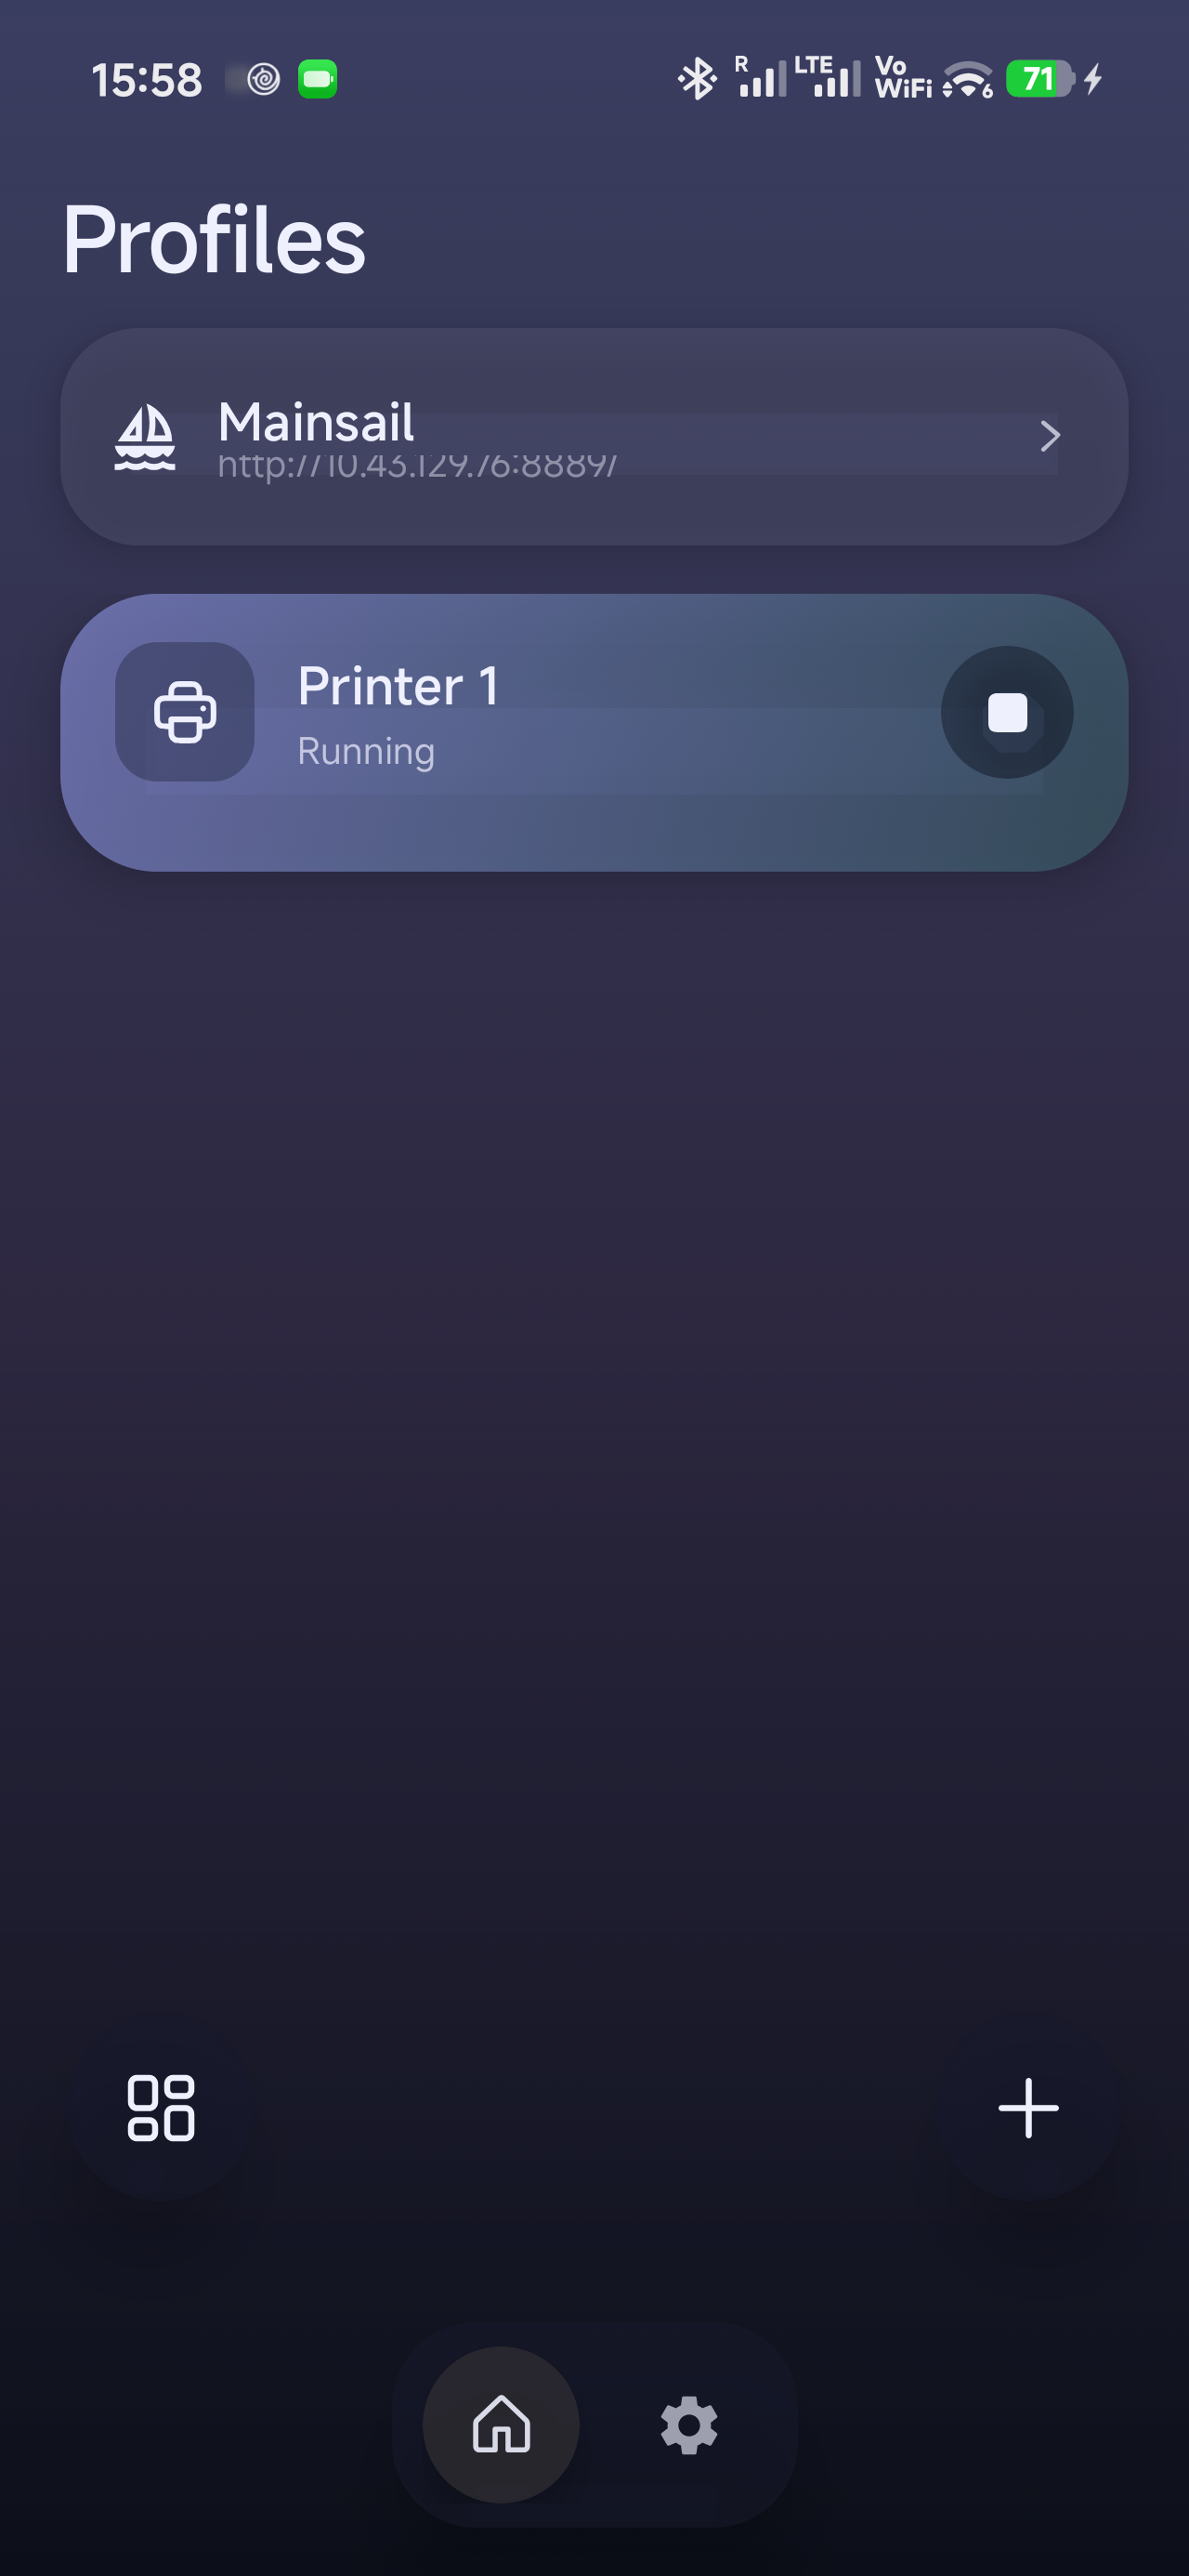 15:58
R LTE Vo WiFi 6 71
Profiles
Mainsail
http://10.43.129.76:8889/
Printer 1
Running